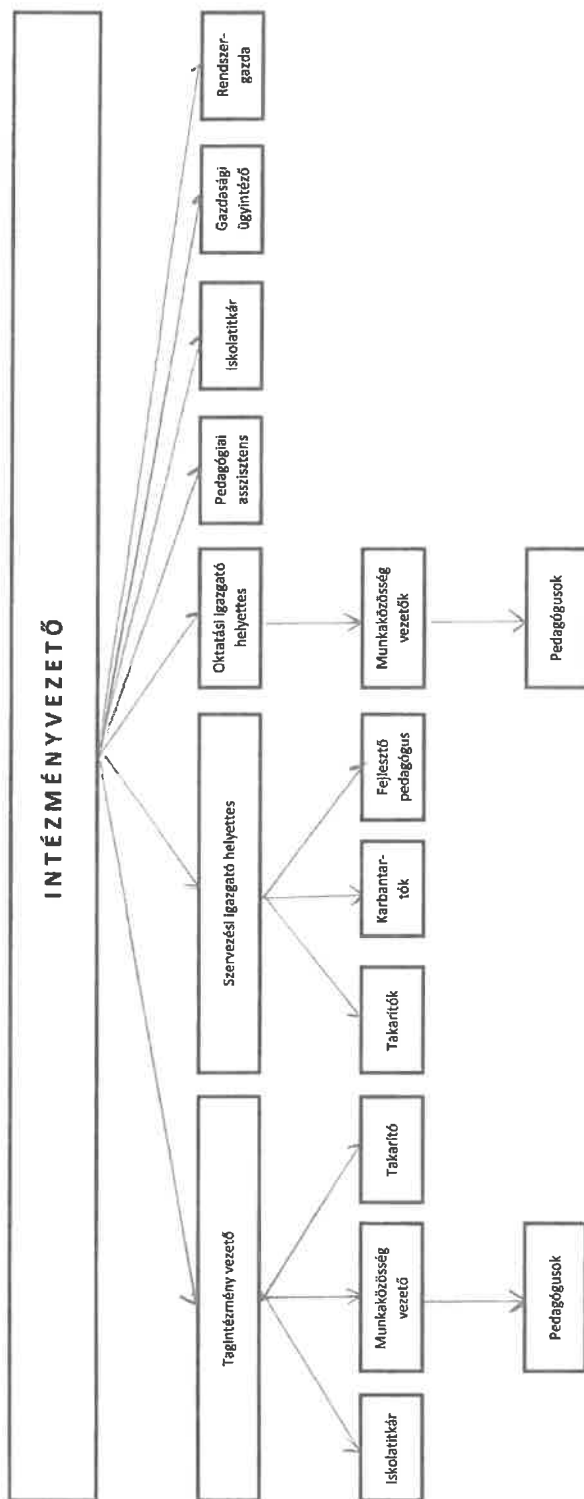 INTÉZMÉNYVEZETŐ
Tagintézmény vezető
Szervezési igazgató helyettes
Oktatási igazgató
helyettes
Pedagógiai
asszisztens
Iskolatitkár
Gazdasági
ügyintéző
Rendszer-
gazda
Iskolatitkár
Munkaközösség
vezető
Takarító
Takarítók
Karbantar-
tók
Fejlesztő
pedagógus
Munkaközösség
vezetők
Pedagógusok
Pedagógusok